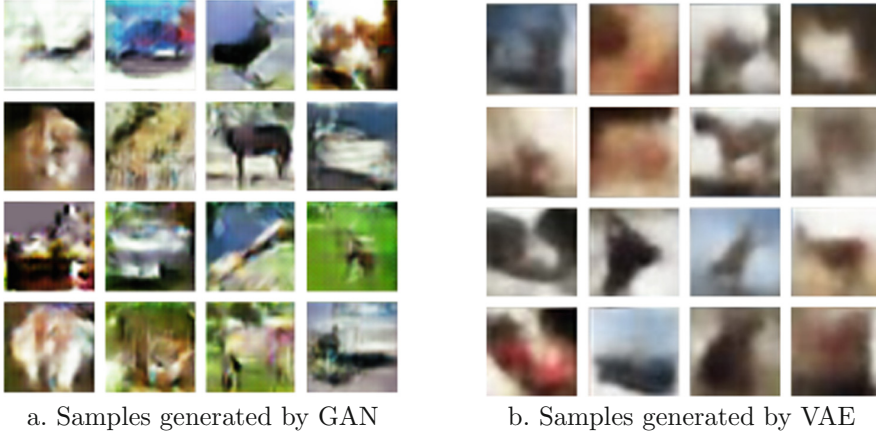 a. Samples generated by GAN
b. Samples generated by VAE